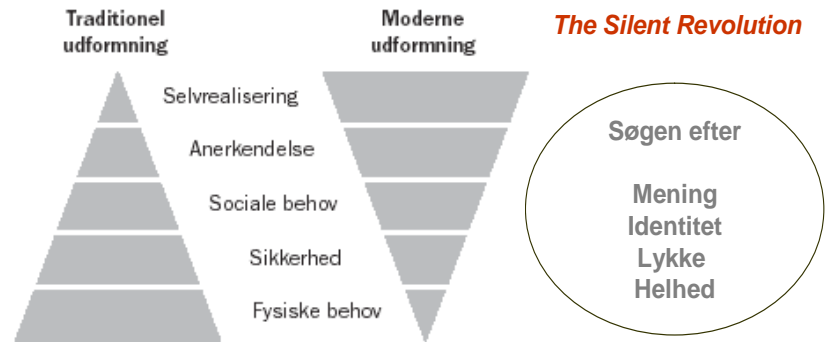 Traditionel
udformning
Moderne
udformning
The Silent Revolution
Selvrealisering
Anerkendelse
Sociale behov
Sikkerhed
Fysiske behov
Søgen efter
Mening
Identitet
Lykke
Helhed